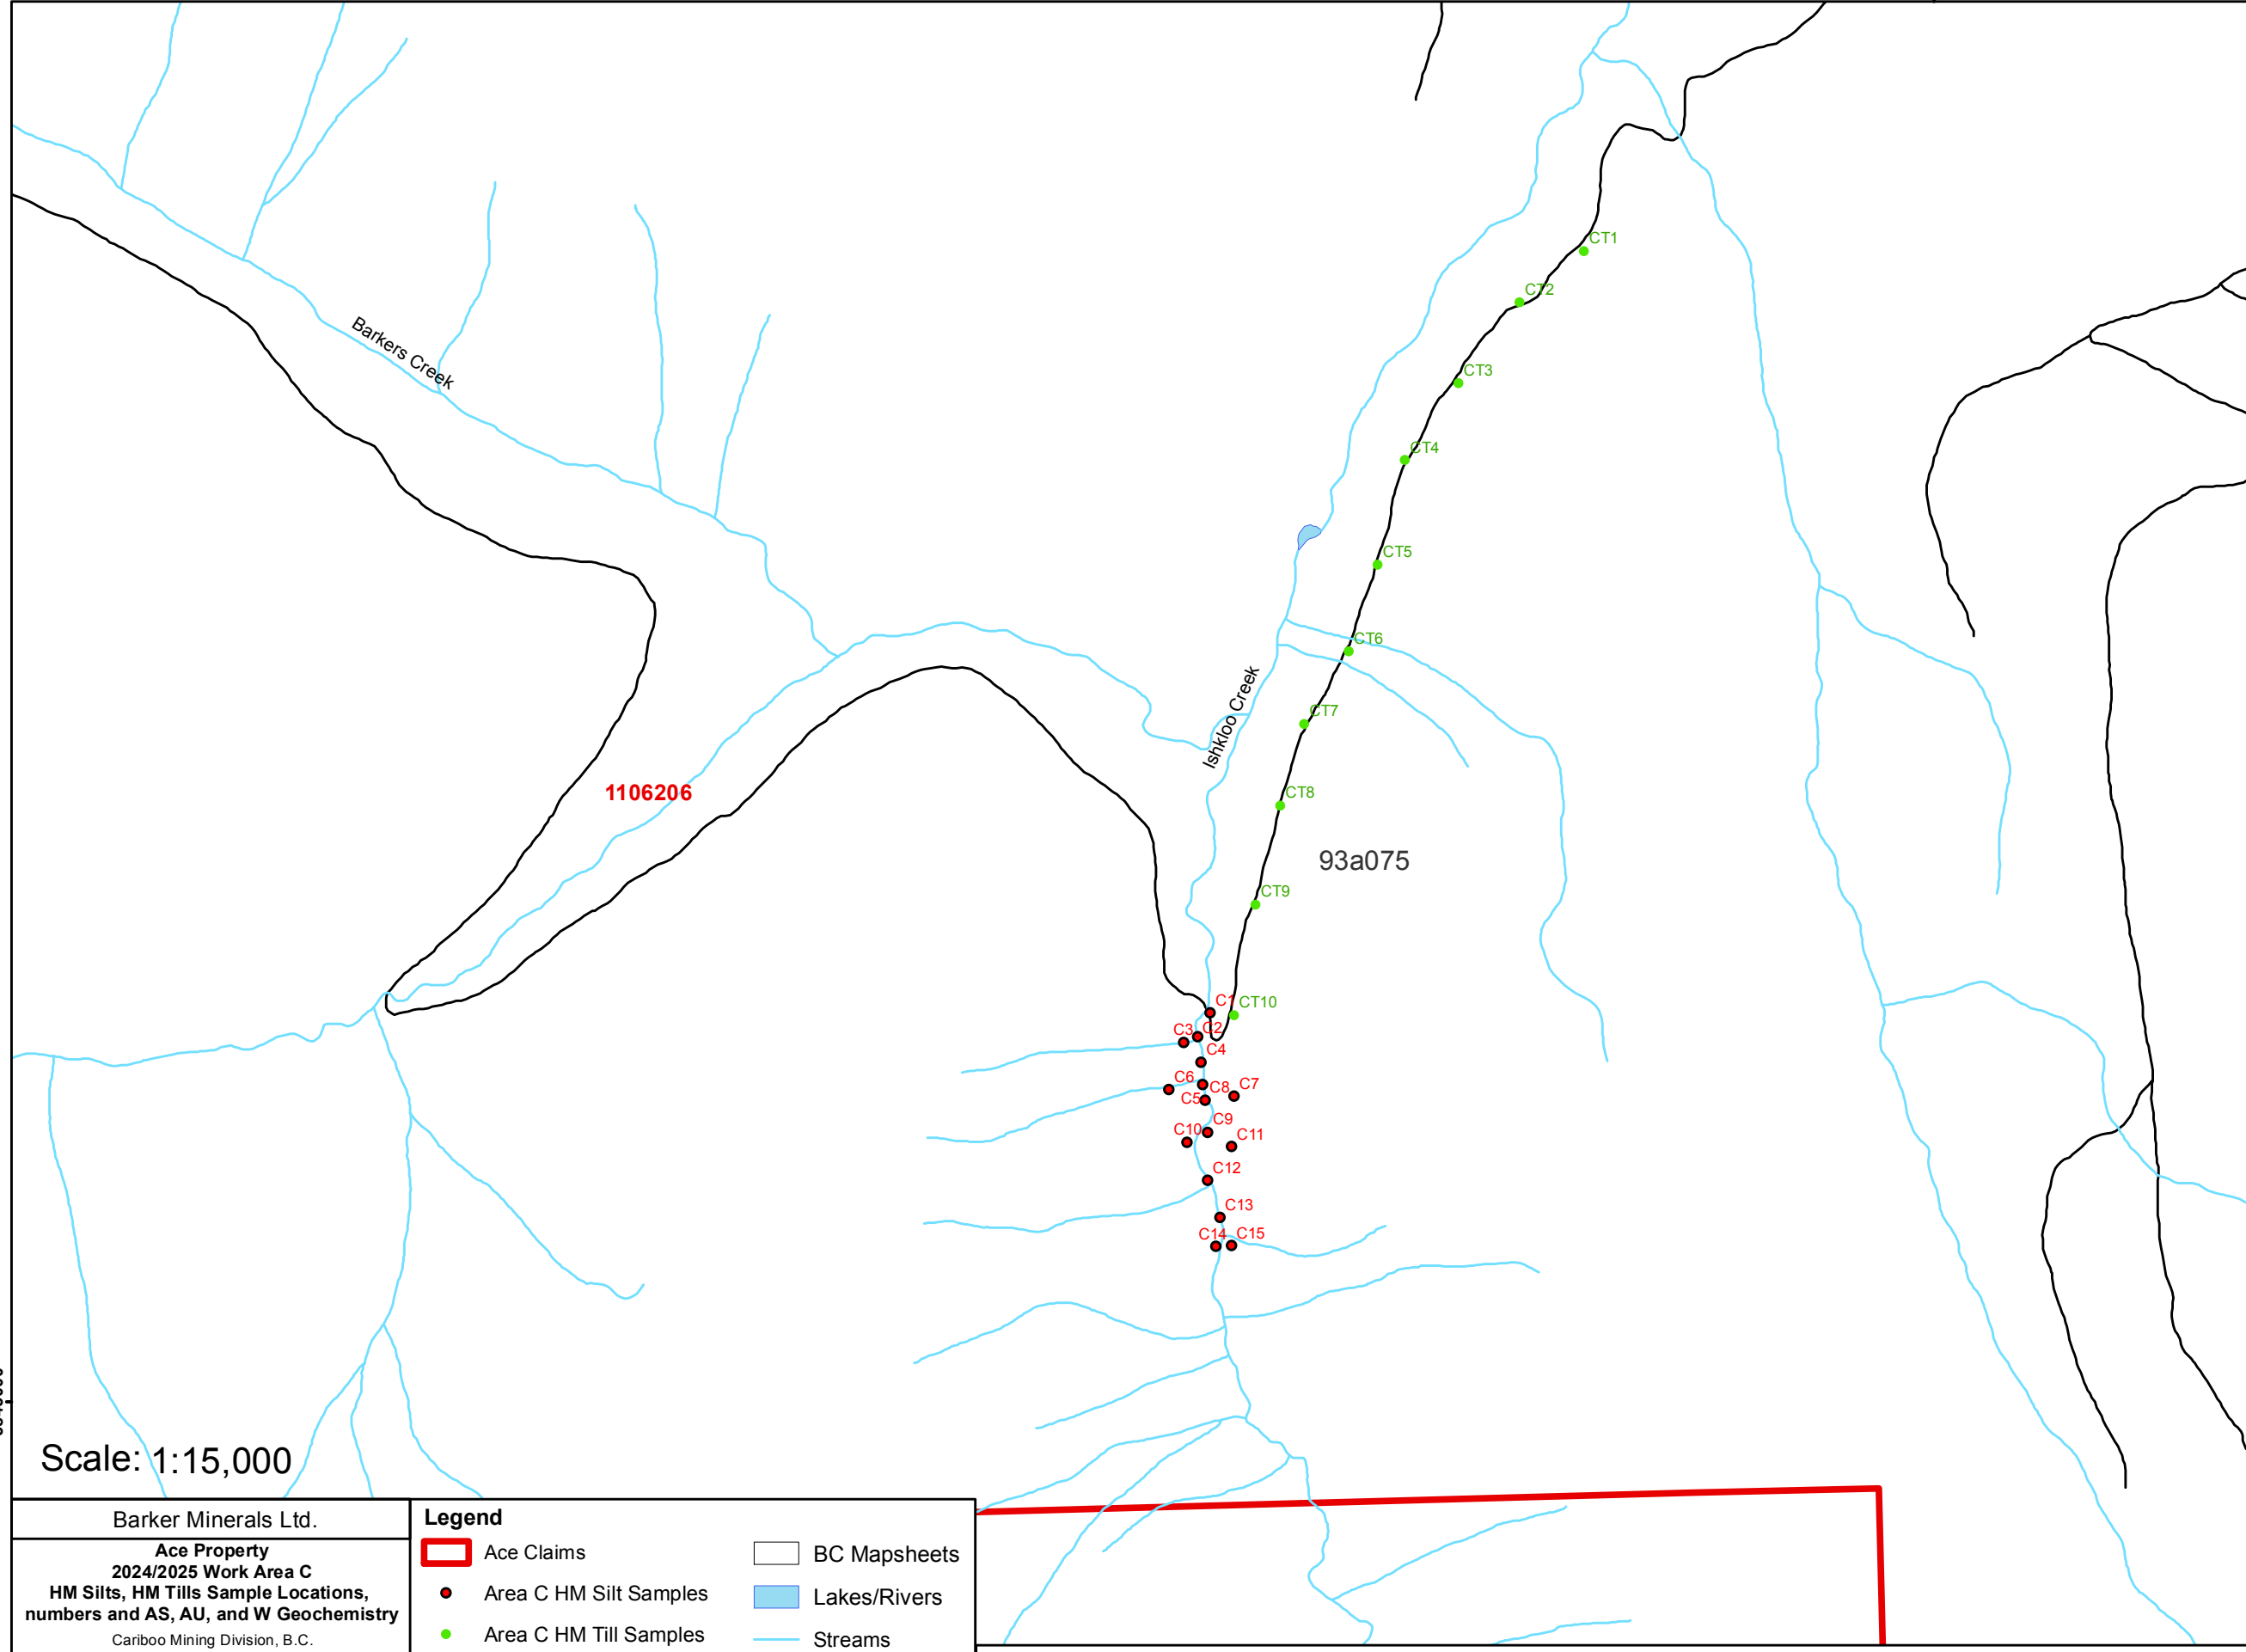 CT1
CT2
Barkers Creek
CT3
CT4
CT5
CT6
Ishkloo Creek
CT7
1106206
CT8
93a075
CT9
C1
CT10
C3
C2
C4
C6
C8
C7
C5
C9
C10
C11
C12
C13
C14
C15
Scale: 1:15,000
Barker Minerals Ltd.
Ace Property
2024/2025 Work Area C
HM Silts, HM Tills Sample Locations,
numbers and AS, AU, and W Geochemistry
Cariboo Mining Division, B.C.
Legend
Ace Claims
Area C HM Silt Samples
Area C HM Till Samples
BC Mapsheets
Lakes/Rivers
Streams